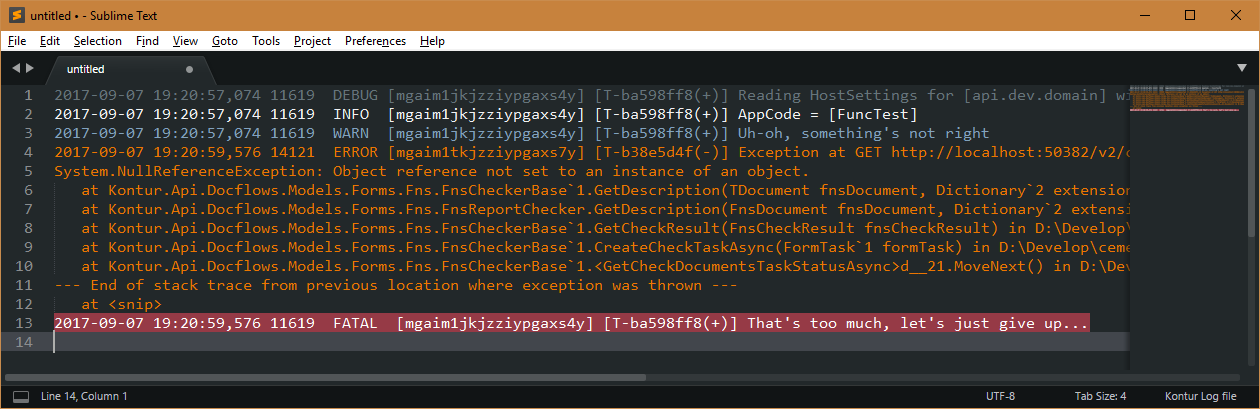 untitled • - Sublime Text
File Edit Selection Find View Goto Tools Project Preferences Help
untitled
1 2017-09-07 19:20:57,074 11619  DEBUG [mgaim1jkjzziypgaxs4y] [T-ba598ff8(+)] Reading HostSettings for [api.dev.domain] wi
2 2017-09-07 19:20:57,074 11619  INFO  [mgaim1jkjzziypgaxs4y] [T-ba598ff8(+)] AppCode = [FuncTest]
3 2017-09-07 19:20:57,074 11619  WARN  [mgaim1jkjzziypgaxs4y] [T-ba598ff8(+)] Uh-oh, something's not right
4 2017-09-07 19:20:59,576 14121  ERROR [mgaim1tkjzziypgaxs7y] [T-b38e5d4f(-)] Exception at GET http://localhost:50382/v2/c
5 System.NullReferenceException: Object reference not set to an instance of an object.
6    at Kontur.Api.Docflows.Models.Forms.Fns.FnsCheckerBase`1.GetDescription(TDocument fnsDocument, Dictionary`2 extension
7    at Kontur.Api.Docflows.Models.Forms.Fns.FnsReportChecker.GetDescription(FnsDocument fnsDocument, Dictionary`2 extensi
8    at Kontur.Api.Docflows.Models.Forms.Fns.FnsCheckerBase`1.GetCheckResult(FnsCheckResult fnsCheckResult) in D:\Develop\
9    at Kontur.Api.Docflows.Models.Forms.Fns.FnsCheckerBase`1.CreateCheckTaskAsync(FormTask`1 formTask) in D:\Develop\ceme
10    at Kontur.Api.Docflows.Models.Forms.Fns.FnsCheckerBase`1.<GetCheckDocumentsTaskStatusAsync>d__21.MoveNext() in D:\Dev
11 --- End of stack trace from previous location where exception was thrown ---
12    at <snip>
13 2017-09-07 19:20:59,576 11619  FATAL  [mgaim1jkjzziypgaxs4y] [T-ba598ff8(+)] That's too much, let's just give up...
14
Line 14, Column 1 UTF-8 Tab Size: 4 Kontur Log file